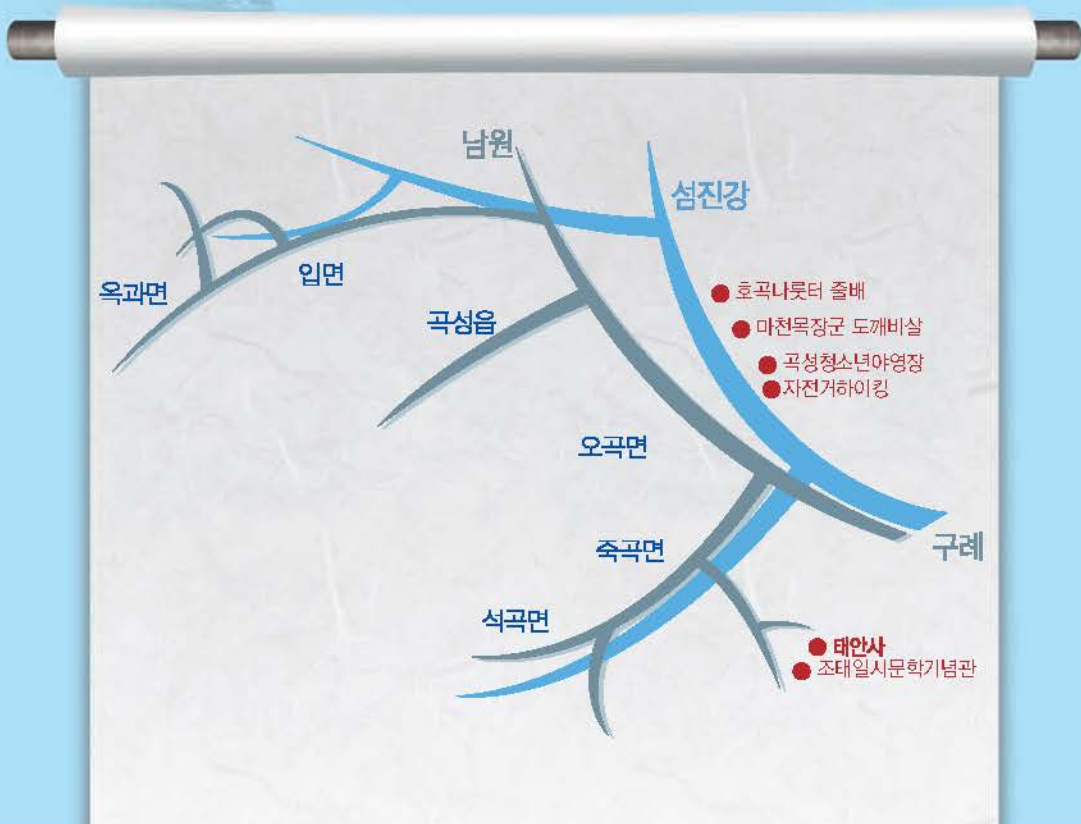 남원
섬진강
옥과면
입면
호곡나룻터 줄배
곡성읍
마천목장군 도깨비살
곡성청소년야영장
자전거하이킹
오곡면
죽곡면
구례
석곡면
태안사
조태일시문학기념관